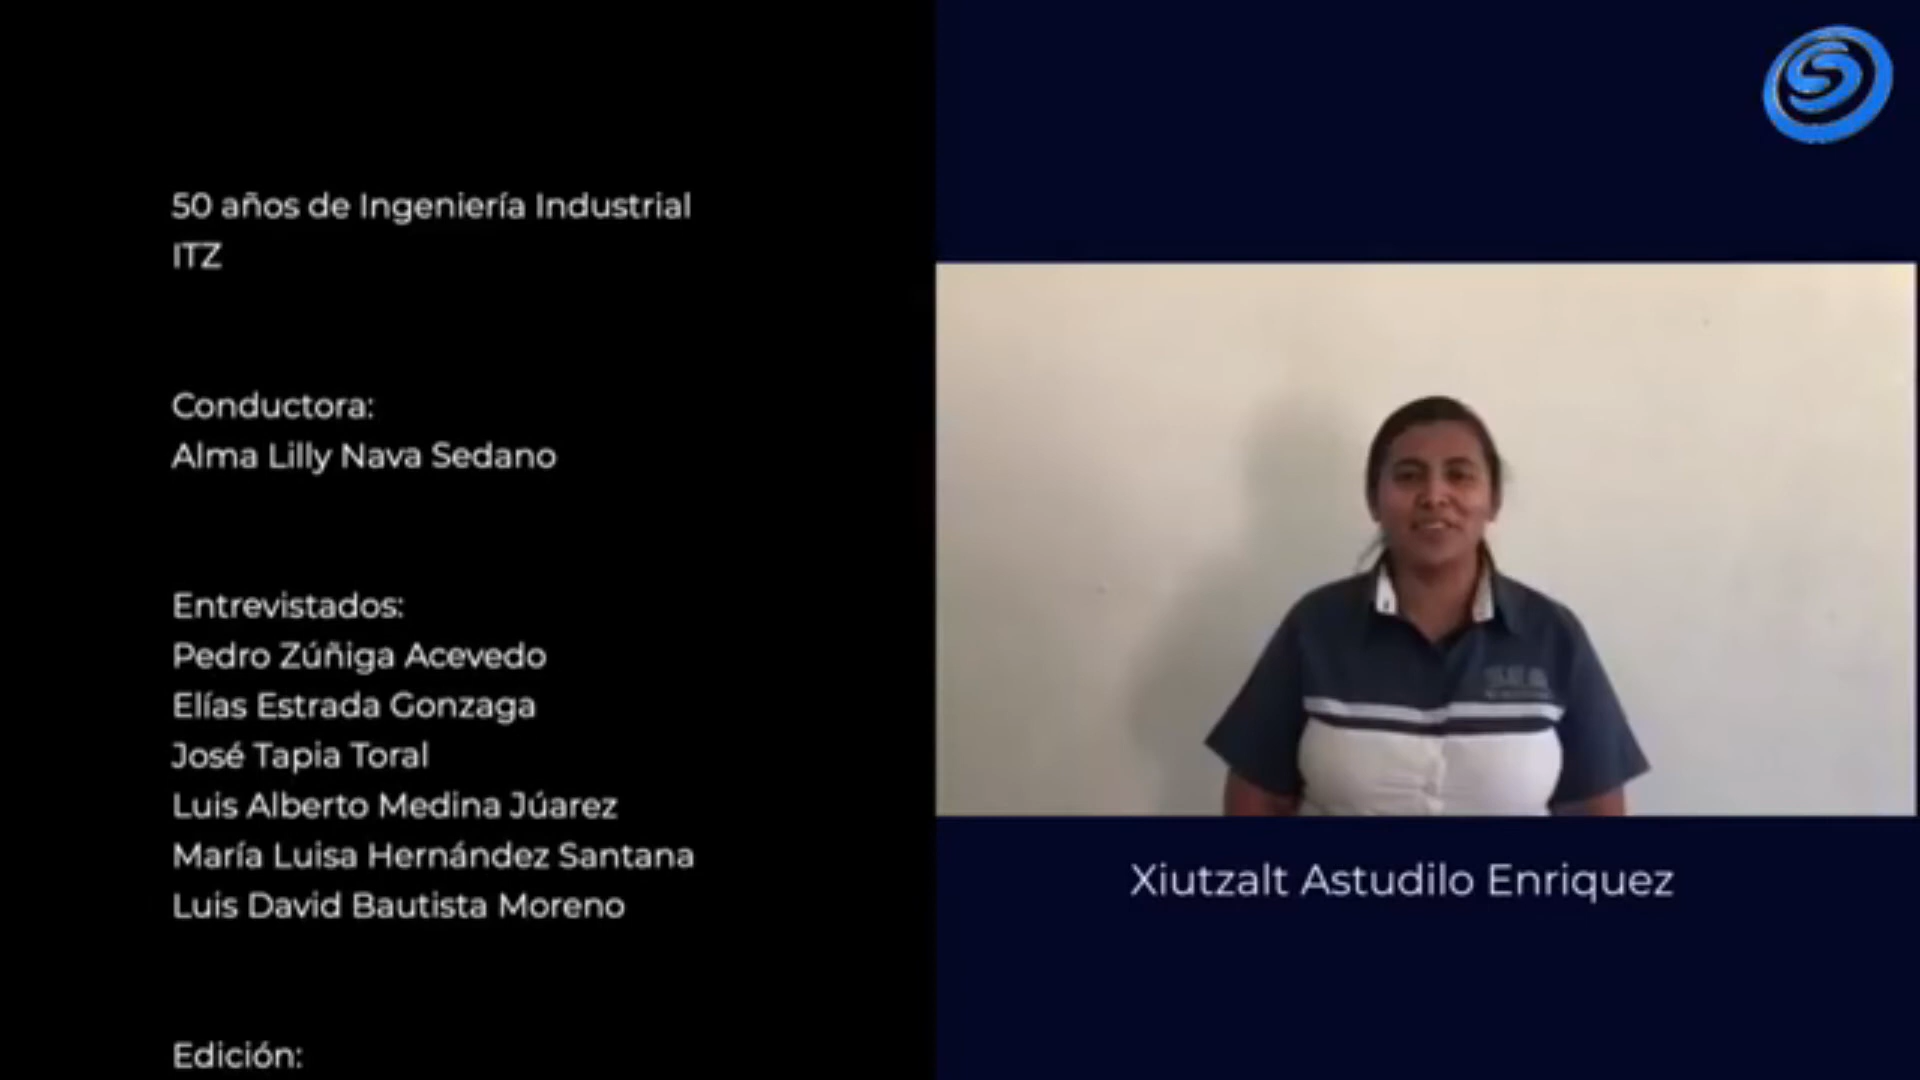 50 años de Ingeniería Industrial
ITZ
Conductora:
Alma Lilly Nava Sedano
Entrevistados:
Pedro Zúñiga Acevedo
Elías Estrada Gonzaga
José Tapia Toral
Luis Alberto Medina Júarez
María Luisa Hernández Santana
Luis David Bautista Moreno
Edición:
Xiutzalt Astudilo Enriquez